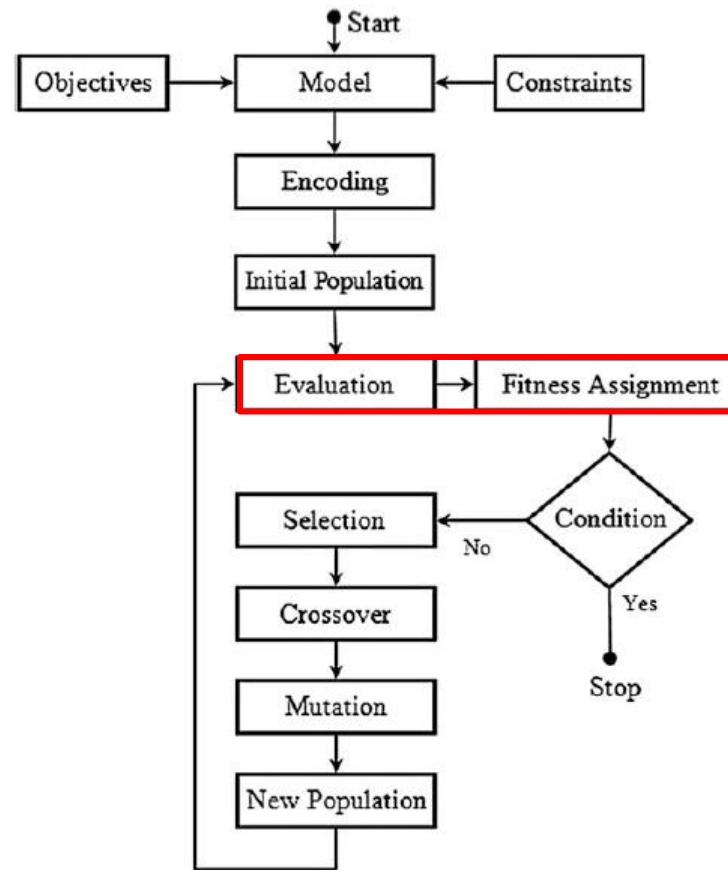 Start
Objectives
Model
Constraints
Encoding
Initial Population
Evaluation
Fitness Assignment
Selection
Condition
No
Crossover
Yes
Mutation
Stop
New Population